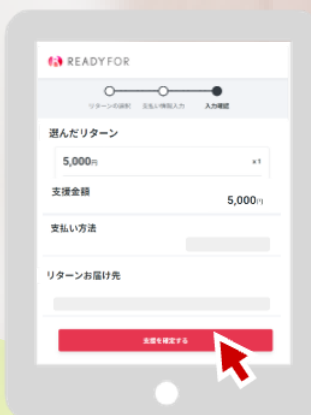 READYFOR
リターンの選択 支払い情報入力 入力確認
選んだリターン
5,000円 x1
支援金額
5,000円
支払い方法
リターンお届け先
支援を確定する